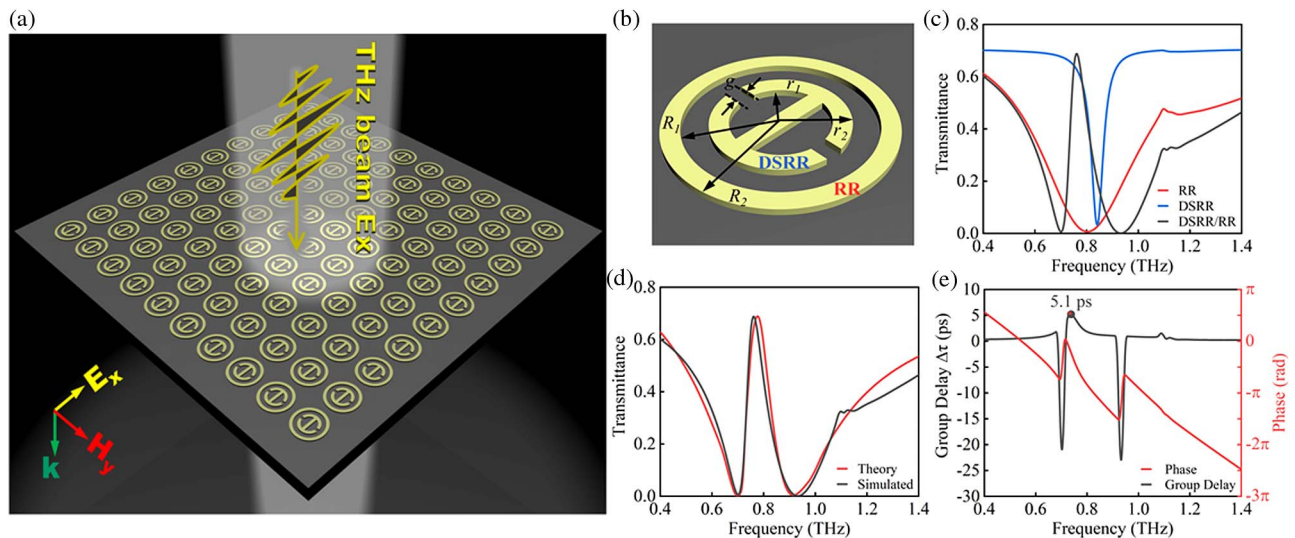 (a)
THz beam Ex
Ex
Hy
k
(b)
g
r1
r2
R1
R2
DSRR
RR
(c)
0.8
0.6
0.4
0.2
0.0
Transmittance
RR
DSRR
DSRR/RR
0.4 0.6 0.8 1.0 1.2 1.4
Frequency (THz)
(d)
0.8
0.6
0.4
0.2
0.0
Transmittance
Theory
Simulated
0.4 0.6 0.8 1.0 1.2 1.4
Frequency (THz)
(e)
10
5
0
-5
-10
-15
-20
-25
-30
Group Delay Δτ (ps)
5.1 ps
Phase
Group Delay
π
0
-π
-2π
-3π
Phase (rad)
0.4 0.6 0.8 1.0 1.2 1.4
Frequency (THz)